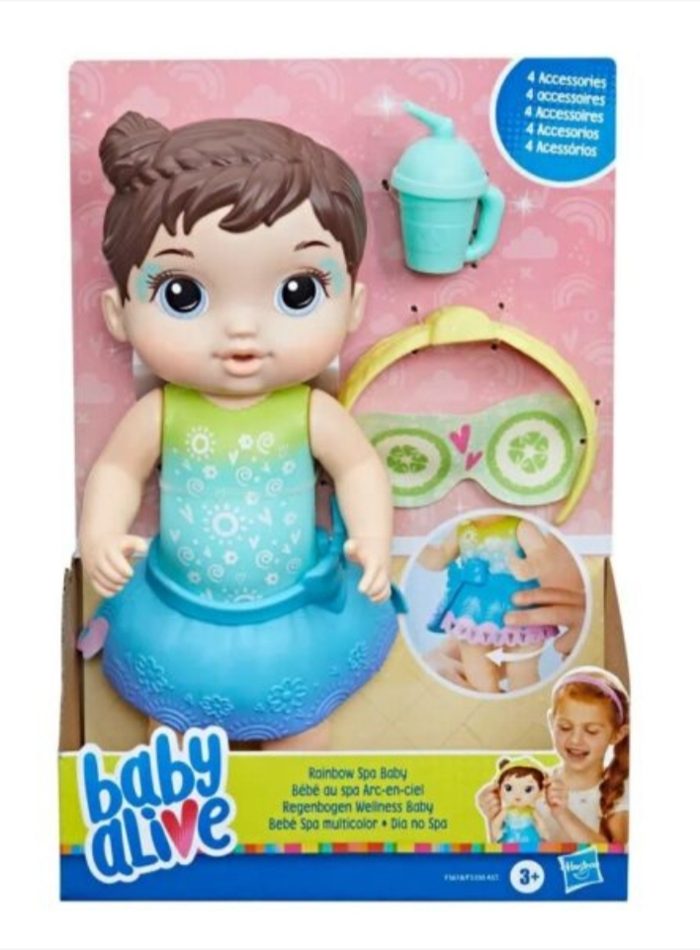 4 Accessories
4 accessoires
4 Accessoires
4 Accesorios
4 Acessórios
baby
alive
Rainbow Spa Baby
Bébé au spa Arc-en-ciel
Regenbogen Wellness Baby
Bebé Spa multicolor • Dia no Spa
3+
Hasbro